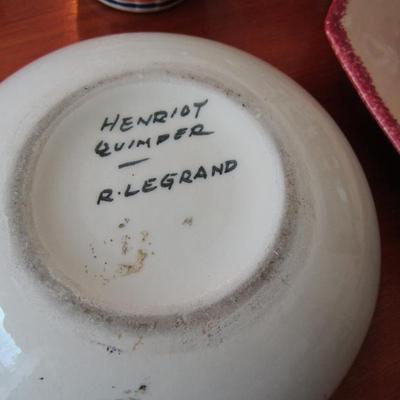 HENRIOT
QUIMPER
R. LEGRAND